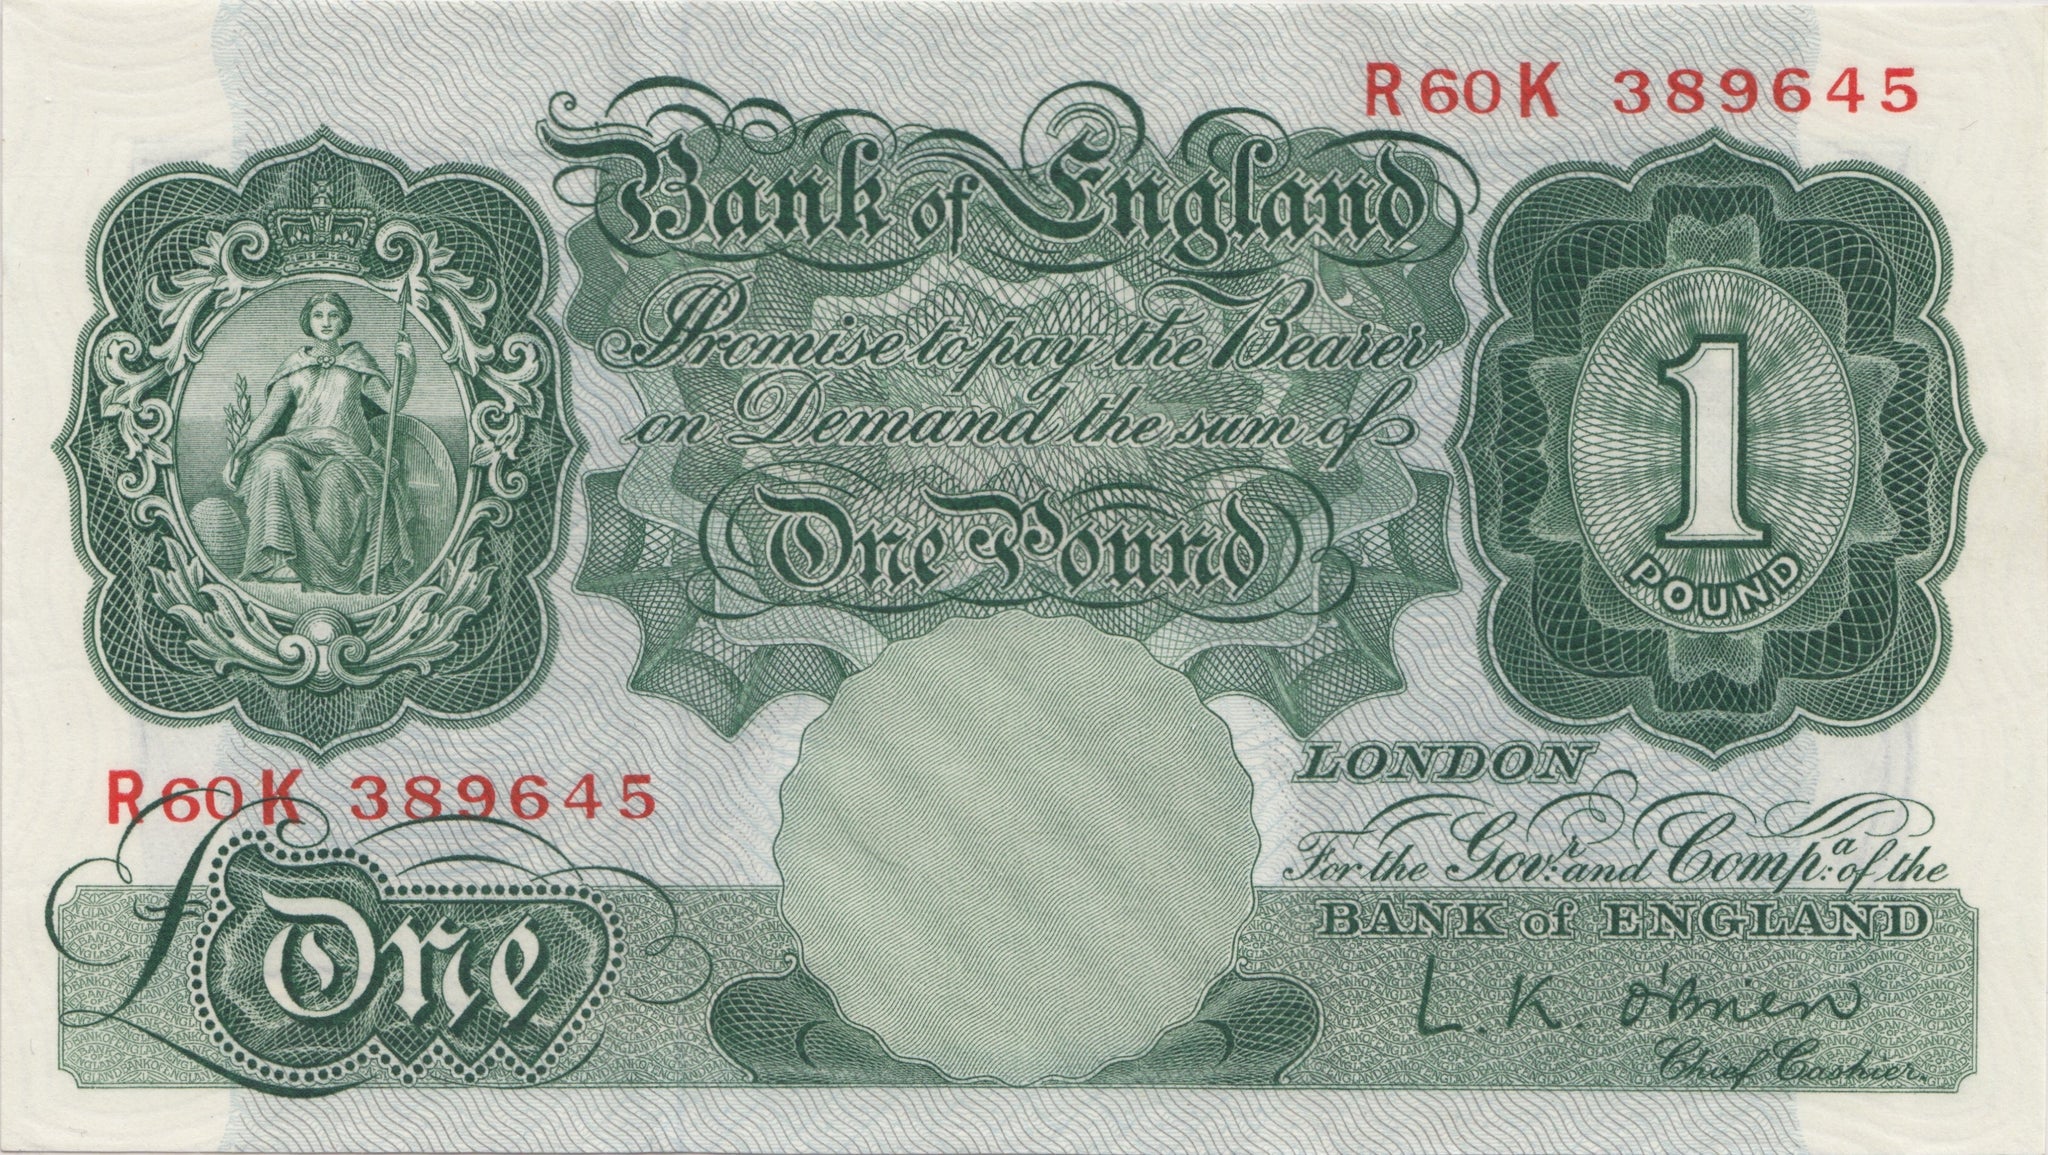 R60K 389645
Bank of England
Promise to pay the Bearer
on Demand the sum of
One Pound
1
POUND
R60K 389645
LONDON
For the Govr: and Compa: of the
BANK of ENGLAND
£One
L.K. O'Brien
Chief Cashier.